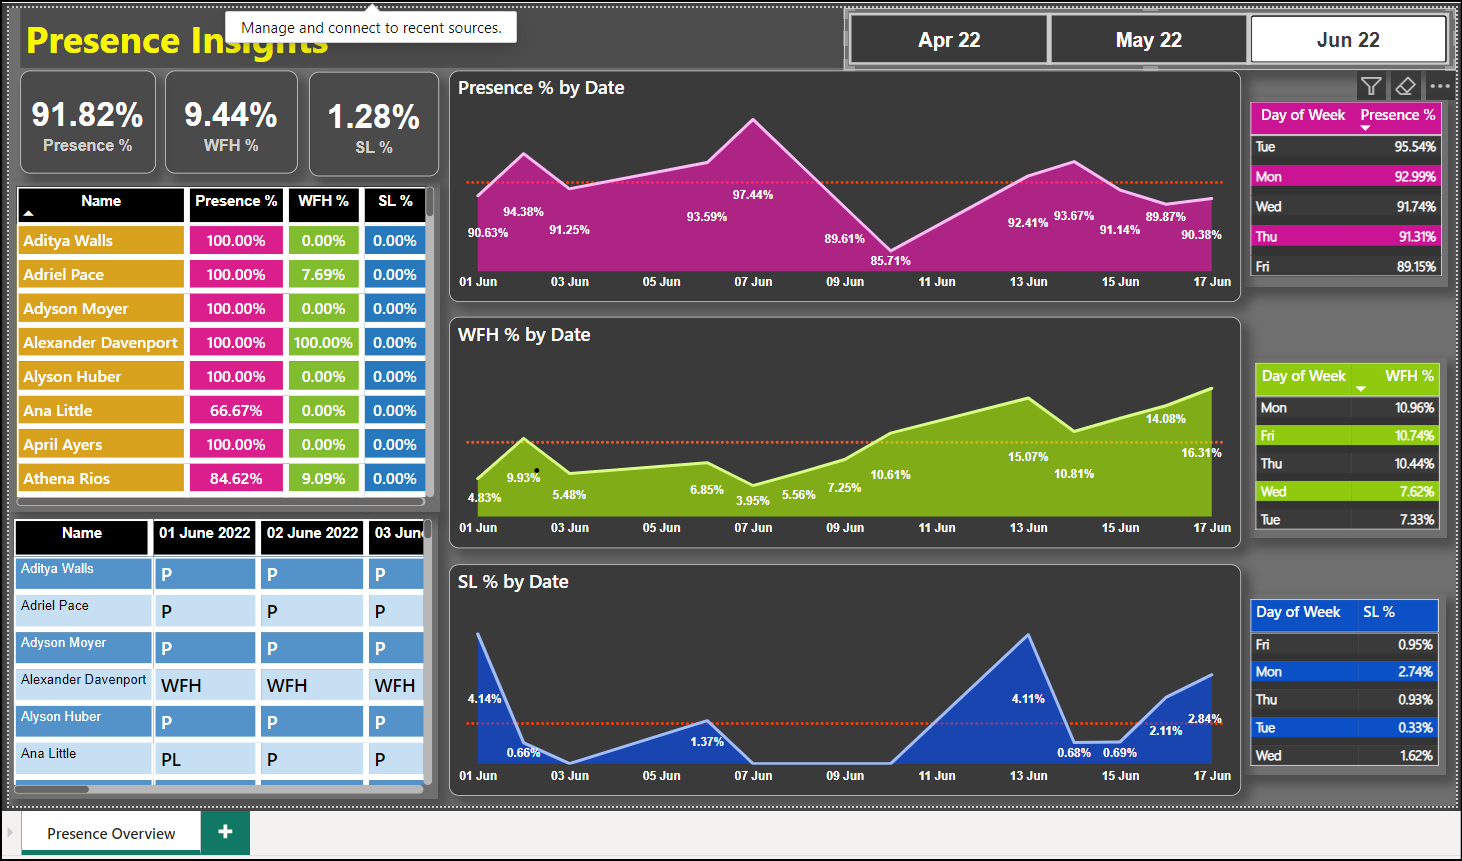 Presence Insights
Manage and connect to recent sources.
Apr 22 May 22 Jun 22
91.82%
Presence %
9.44%
WFH %
1.28%
SL %
Name Presence % WFH % SL %
Aditya Walls 100.00% 0.00% 0.00%
Adriel Pace 100.00% 7.69% 0.00%
Adyson Moyer 100.00% 0.00% 0.00%
Alexander Davenport 100.00% 100.00% 0.00%
Alyson Huber 100.00% 0.00% 0.00%
Ana Little 66.67% 0.00% 0.00%
April Ayers 100.00% 0.00% 0.00%
Athena Rios 84.62% 9.09% 0.00%
Name 01 June 2022 02 June 2022 03 June
Aditya Walls P P P
Adriel Pace P P P
Adyson Moyer P P P
Alexander Davenport WFH WFH WFH
Alyson Huber P P P
Ana Little PL P P
Presence % by Date
90.63% 94.38% 91.25% 93.59% 97.44% 89.61% 85.71% 92.41% 93.67% 91.14% 89.87% 90.38%
01 Jun 03 Jun 05 Jun 07 Jun 09 Jun 11 Jun 13 Jun 15 Jun 17 Jun
WFH % by Date
4.83% 9.93% 5.48% 6.85% 3.95% 5.56% 7.25% 10.61% 15.07% 10.81% 14.08% 16.31%
01 Jun 03 Jun 05 Jun 07 Jun 09 Jun 11 Jun 13 Jun 15 Jun 17 Jun
SL % by Date
4.14% 0.66% 1.37% 4.11% 0.68% 0.69% 2.11% 2.84%
01 Jun 03 Jun 05 Jun 07 Jun 09 Jun 11 Jun 13 Jun 15 Jun 17 Jun
Day of Week Presence %
Tue 95.54%
Mon 92.99%
Wed 91.74%
Thu 91.31%
Fri 89.15%
Day of Week WFH %
Mon 10.96%
Fri 10.74%
Thu 10.44%
Wed 7.62%
Tue 7.33%
Day of Week SL %
Fri 0.95%
Mon 2.74%
Thu 0.93%
Tue 0.33%
Wed 1.62%
Presence Overview